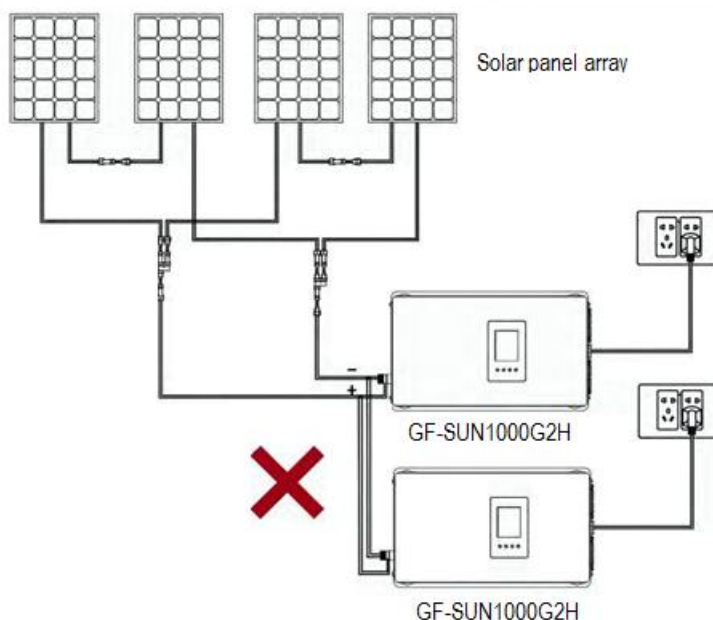 Solar panel array
−
+
GF-SUN1000G2H
GF-SUN1000G2H